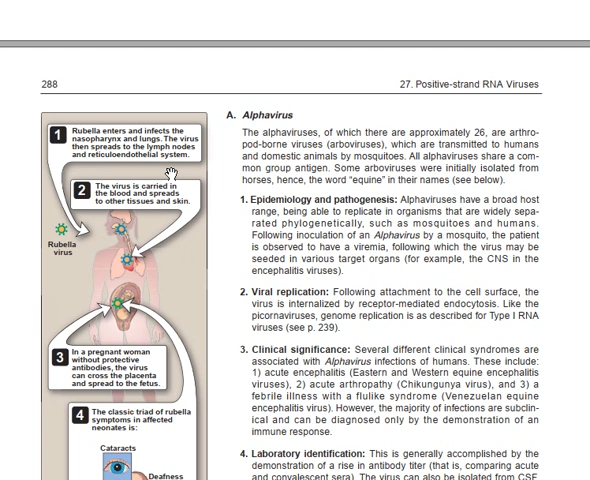 288
27. Positive-strand RNA Viruses
1
Rubella enters and infects the
nasopharynx and lungs. The virus
then spreads to the lymph nodes
and reticuloendothelial system.
2
The virus is carried in
the blood and spreads
to other tissues and skin.
Rubella
virus
3
In a pregnant woman
without protective
antibodies, the virus
can cross the placenta
and spread to the fetus.
4
The classic triad of rubella
symptoms in affected
neonates is:
Cataracts
Deafness
A. Alphavirus
The alphaviruses, of which there are approximately 26, are arthro-
pod-borne viruses (arboviruses), which are transmitted to humans
and domestic animals by mosquitoes. All alphaviruses share a com-
mon group antigen. Some arboviruses were initially isolated from
horses, hence, the word “equine” in their names (see below).
1. Epidemiology and pathogenesis: Alphaviruses have a broad host
range, being able to replicate in organisms that are widely sepa-
rated phylogenetically, such as mosquitoes and humans.
Following inoculation of an Alphavirus by a mosquito, the patient
is observed to have a viremia, following which the virus may be
seeded in various target organs (for example, the CNS in the
encephalitis viruses).
2. Viral replication: Following attachment to the cell surface, the
virus is internalized by receptor-mediated endocytosis. Like the
picornaviruses, genome replication is as described for Type I RNA
viruses (see p. 239).
3. Clinical significance: Several different clinical syndromes are
associated with Alphavirus infections of humans. These include:
1) acute encephalitis (Eastern and Western equine encephalitis
viruses), 2) acute arthropathy (Chikungunya virus), and 3) a
febrile illness with a flulike syndrome (Venezuelan equine
encephalitis virus). However, the majority of infections are subclin-
ical and can be diagnosed only by the demonstration of an
immune response.
4. Laboratory identification: This is generally accomplished by the
demonstration of a rise in antibody titer (that is, comparing acute
and convalescent sera). The virus can also be isolated from CSF,